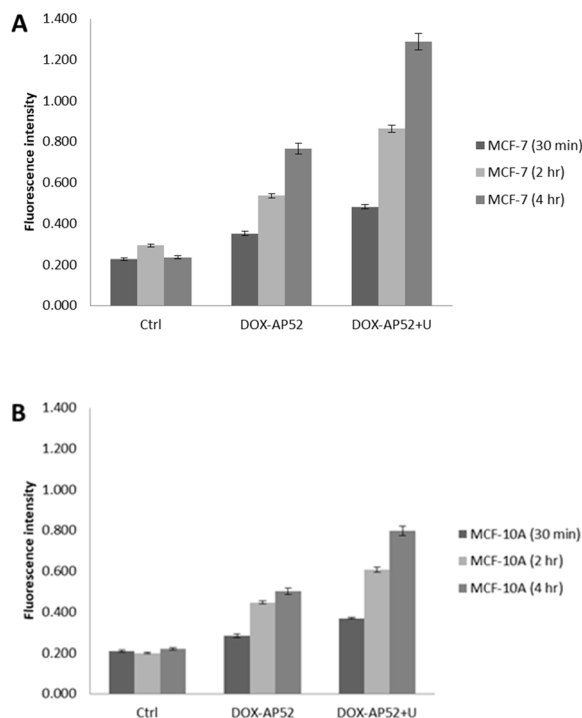 A
Fluorescence intensity
1.400
1.200
1.000
0.800
0.600
0.400
0.200
0.000
Ctrl DOX-AP52 DOX-AP52+U
MCF-7 (30 min)
MCF-7 (2 hr)
MCF-7 (4 hr)
B
Fluorescence intensity
1.400
1.200
1.000
0.800
0.600
0.400
0.200
0.000
Ctrl DOX-AP52 DOX-AP52+U
MCF-10A (30 min)
MCF-10A (2 hr)
MCF-10A (4 hr)